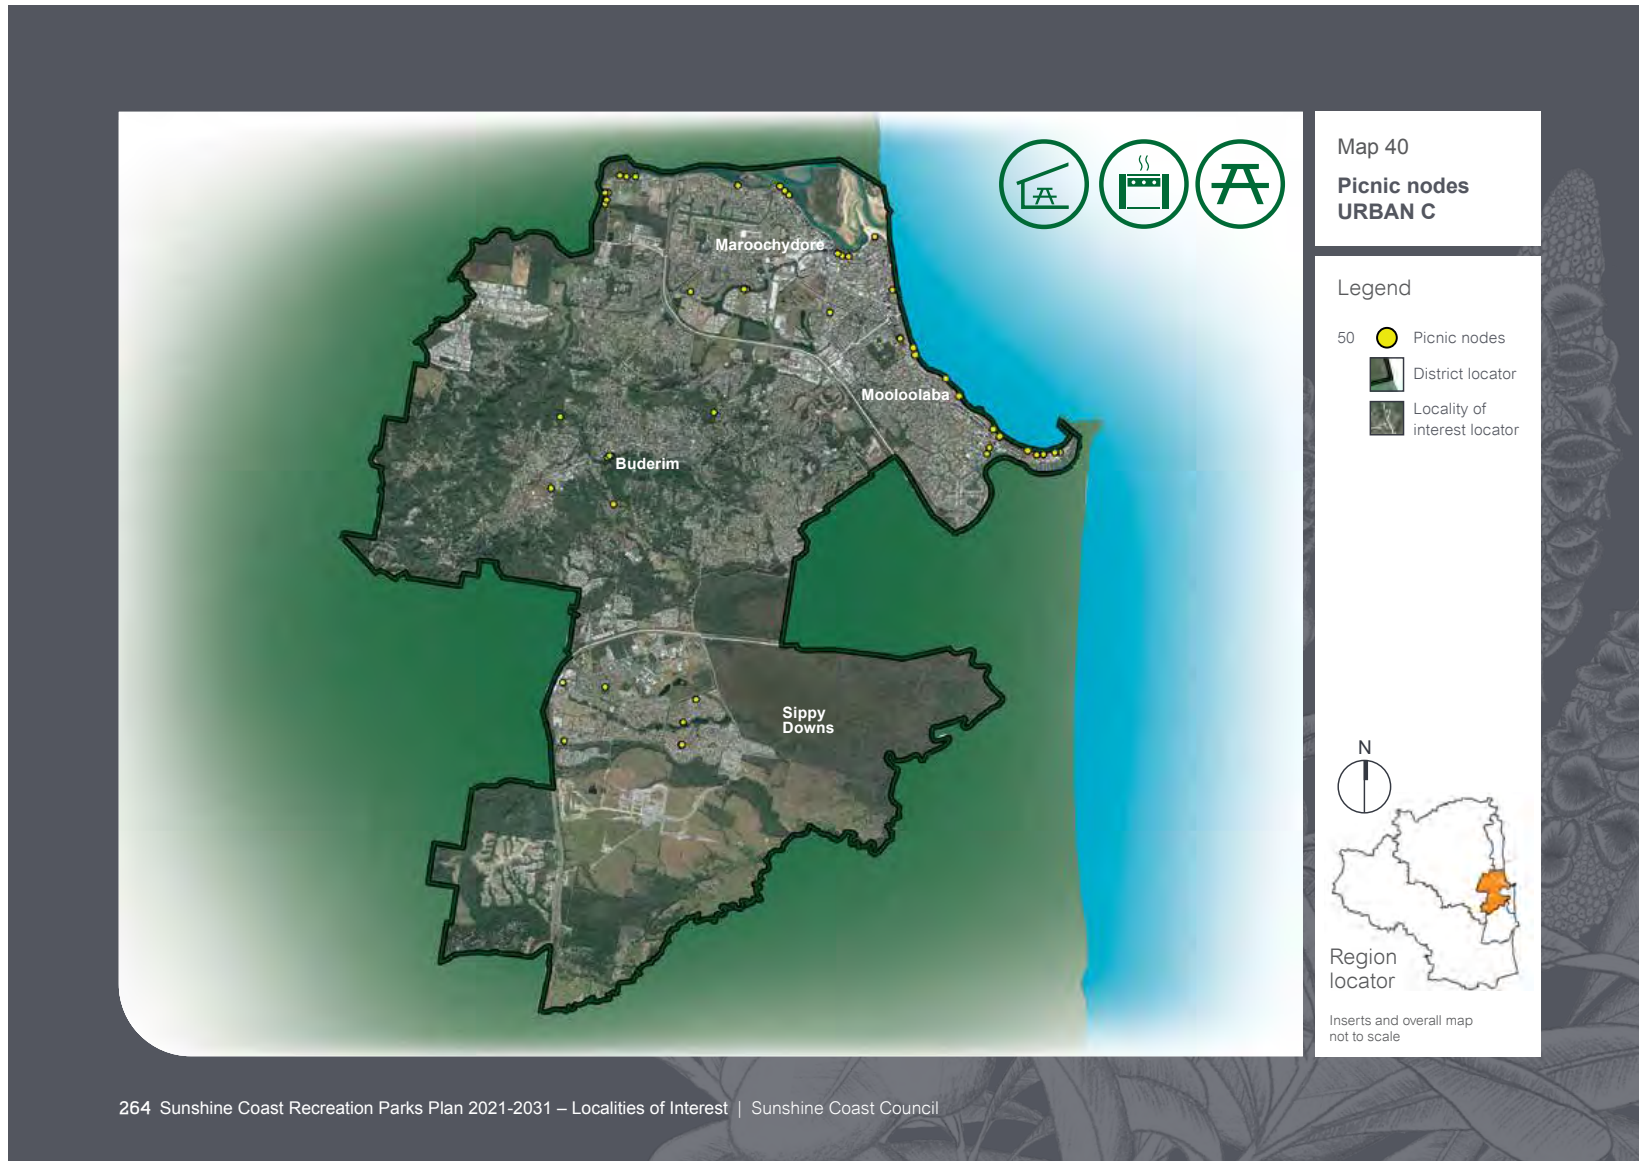 Map 40
Picnic nodes
URBAN C
Legend
50 Picnic nodes
District locator
Locality of
interest locator
Maroochydore
Mooloolaba
Buderim
Sippy
Downs
N
Region
locator
Inserts and overall map
not to scale
264 Sunshine Coast Recreation Parks Plan 2021-2031 – Localities of Interest | Sunshine Coast Council